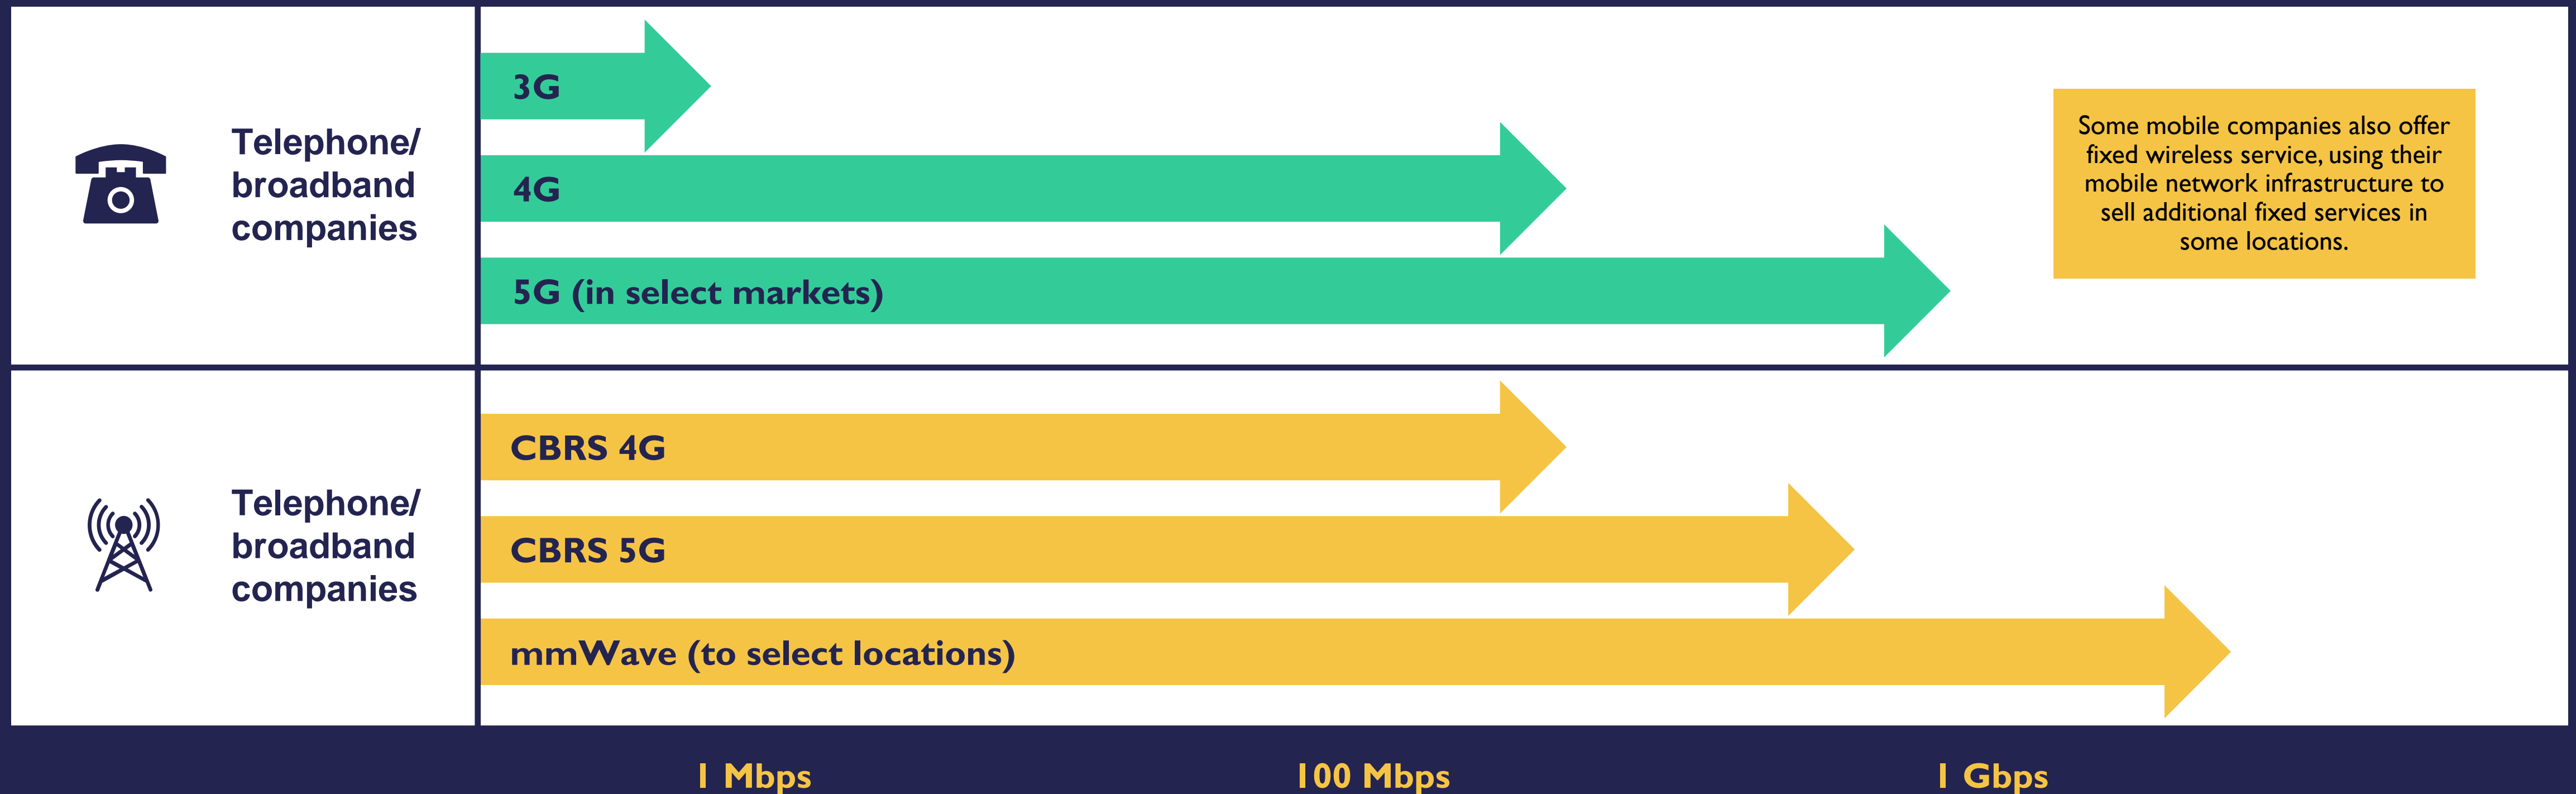 Telephone/
broadband
companies
3G
4G
5G (in select markets)
Some mobile companies also offer
fixed wireless service, using their
mobile network infrastructure to
sell additional fixed services in
some locations.
Telephone/
broadband
companies
CBRS 4G
CBRS 5G
mmWave (to select locations)
1 Mbps
100 Mbps
1 Gbps